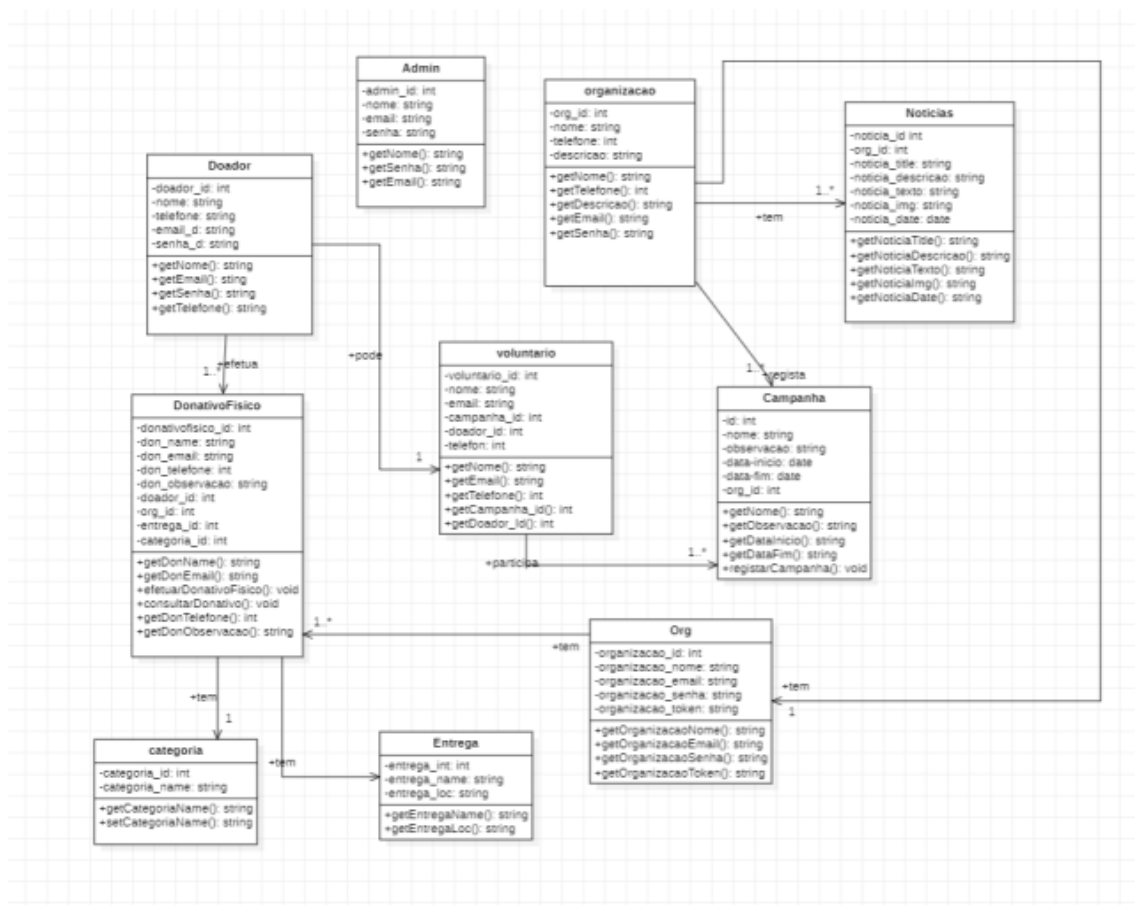 Admin
-admin_id: int
-nome: string
-email: string
-senha: string
+getNome(): string
+getSenha(): string
+getEmail(): string
organizacao
-org_id: int
-nome: string
-telefone: int
-descricao: string
+getNome(): string
+getTelefone(): int
+getDescricao(): string
+getEmail(): string
+getSenha(): string
Noticias
-noticia_id int
-org_id: int
-noticia_title: string
-noticia_descricao: string
-noticia_texto: string
-noticia_img: string
-noticia_date: date
+getNoticiaTitle(): string
+getNoticiaDescricao(): string
+getNoticiaTexto(): string
+getNoticiaImg(): string
+getNoticiaDate(): string
1..*
+tem
Doador
-doador_id: int
-nome: string
-telefone: string
-email_d: string
-senha_d: string
+getNome(): string
+getEmail(): sting
+getSenha(): string
+getTelefone(): string
+efetua
1..*
+pode
1
voluntario
-voluntario_id: int
-nome: string
-email: string
-campanha_id: int
-doador_id: int
-telefon: int
+getNome(): string
+getEmail(): string
+getTelefone(): int
+getCampanha_id(): int
+getDoador_Id(): int
+participa
1..*
1..*
+regista
Campanha
-id: int
-nome: string
-observacao: string
-data-inicio: date
-data-fim: date
-org_id: int
+getNome(): string
+getObservacao(): string
+getDataInicio(): string
+getDataFim(): string
+registarCampanha(): void
DonativoFisico
-donativofisico_id: int
-don_name: string
-don_email: string
-don_telefone: int
-don_observacao: string
-doador_id: int
-org_id: int
-entrega_id: int
-categoria_id: int
+getDonName(): string
+getDonEmail(): string
+efetuarDonativoFisico(): void
+consultarDonativo(): void
+getDonTelefone(): int
+getDonObservacao(): string
1..*
+tem
Org
-organizacao_id: int
-organizacao_nome: string
-organizacao_email: string
-organizacao_senha: string
-organizacao_token: string
+getOrganizacaoNome(): string
+getOrganizacaoEmail(): string
+getOrganizacaoSenha(): string
+getOrganizacaoToken(): string
+tem
1
+tem
1
categoria
-categoria_id: int
-categoria_name: string
+getCategoriaName(): string
+setCategoriaName(): string
+tem
Entrega
-entrega_int: int
-entrega_name: string
-entrega_loc: string
+getEntregaName(): string
+getEntregaLoc(): string